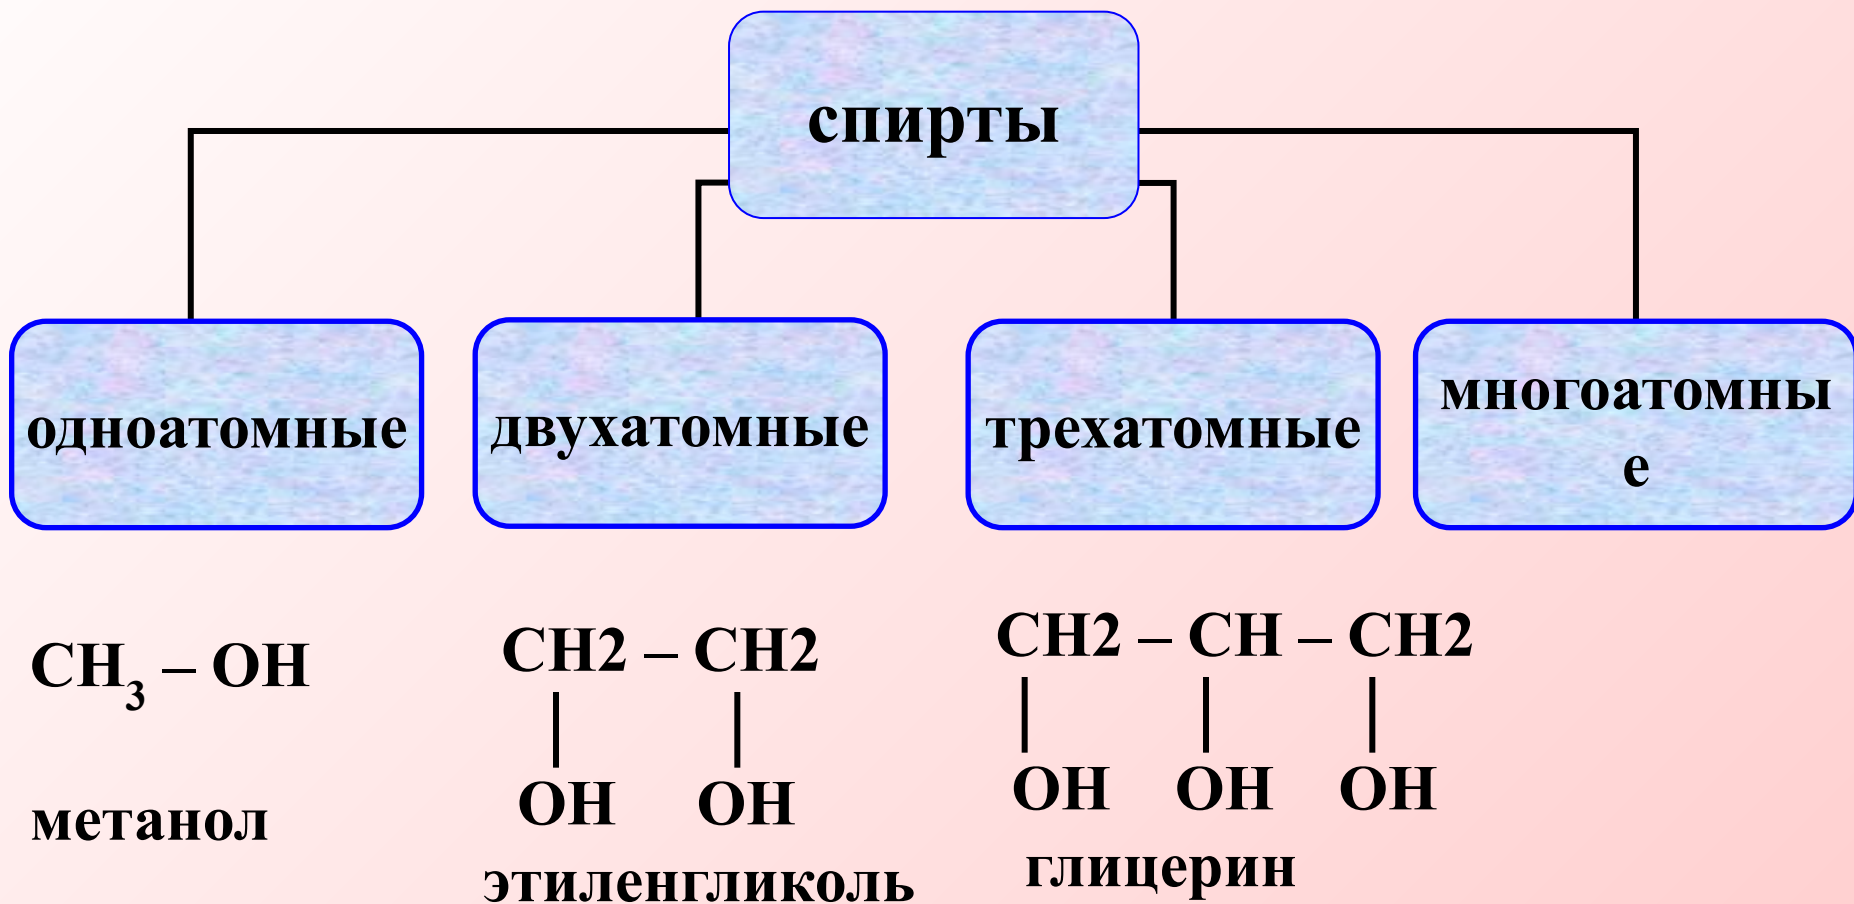 спирты
одноатомные
двухатомные
трехатомные
многоатомны
е
CH₃ – OH
метанол
CH2 – CH2
OH OH
этиленгликоль
CH2 – CH – CH2
OH OH OH
глицерин